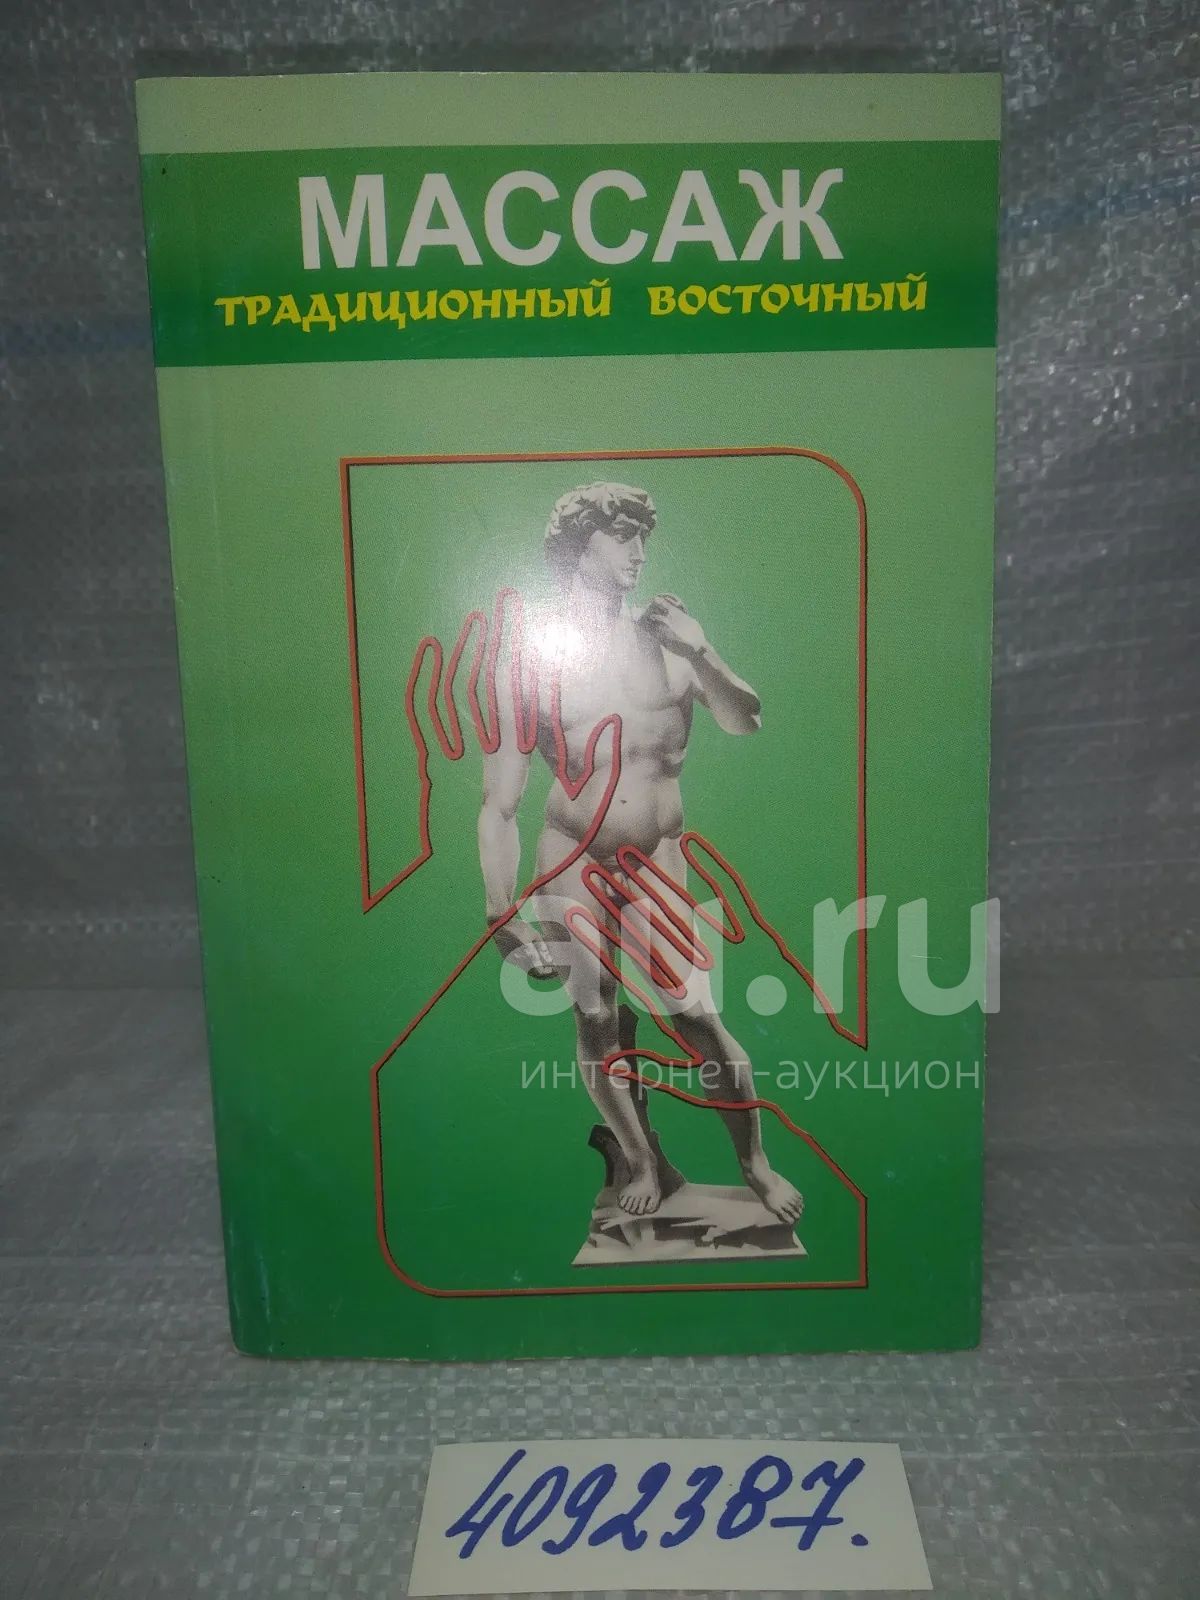 МАССАЖ
ТРАДИЦИОННЫЙ ВОСТОЧНЫЙ
au.ru
интернет-аукцион
4092387.